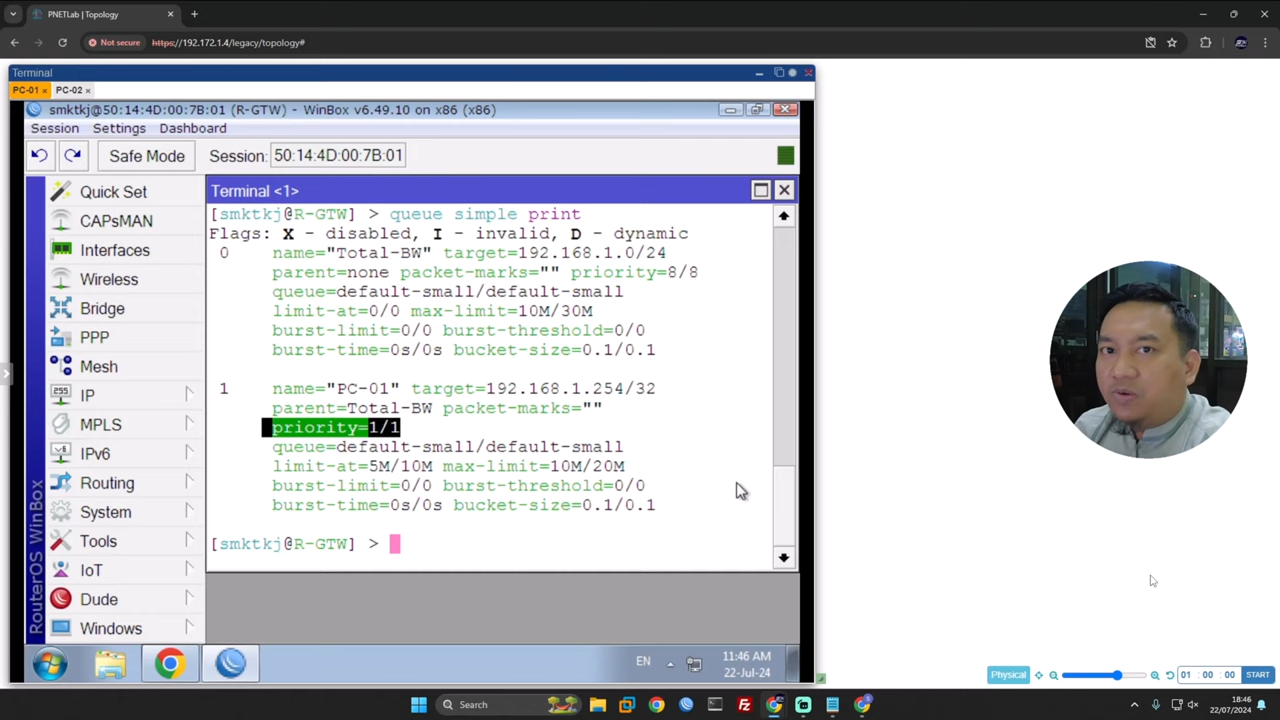 PNETLab | Topology
Not secure https://192.172.1.4/legacy/topology#
Terminal
PC-01 x PC-02 x
smktkj@50:14:4D:00:7B:01 (R-GTW) - WinBox v6.49.10 on x86 (x86)
Session Settings Dashboard
Safe Mode Session: 50:14:4D:00:7B:01
RouterOS WinBox
Quick Set
CAPsMAN
Interfaces
Wireless
Bridge
PPP
Mesh
255 IP
MPLS
v6 IPv6
Routing
System
Tools
IoT
Dude
Windows
Terminal <1>
[smktkj@R-GTW] > queue simple print
Flags: X - disabled, I - invalid, D - dynamic
0 name="Total-BW" target=192.168.1.0/24
parent=none packet-marks="" priority=8/8
queue=default-small/default-small
limit-at=0/0 max-limit=10M/30M
burst-limit=0/0 burst-threshold=0/0
burst-time=0s/0s bucket-size=0.1/0.1
1 name="PC-01" target=192.168.1.254/32
parent=Total-BW packet-marks=""
priority=1/1
queue=default-small/default-small
limit-at=5M/10M max-limit=10M/20M
burst-limit=0/0 burst-threshold=0/0
burst-time=0s/0s bucket-size=0.1/0.1
[smktkj@R-GTW] >
EN 11:46 AM
22-Jul-24
Physical 01 : 00 : 00 START
Search
18:46
22/07/2024